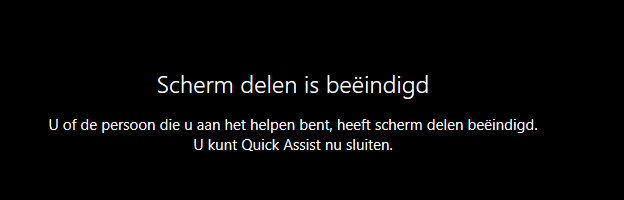 Scherm delen is beëindigd
U of de persoon die u aan het helpen bent, heeft scherm delen beëindigd.
U kunt Quick Assist nu sluiten.